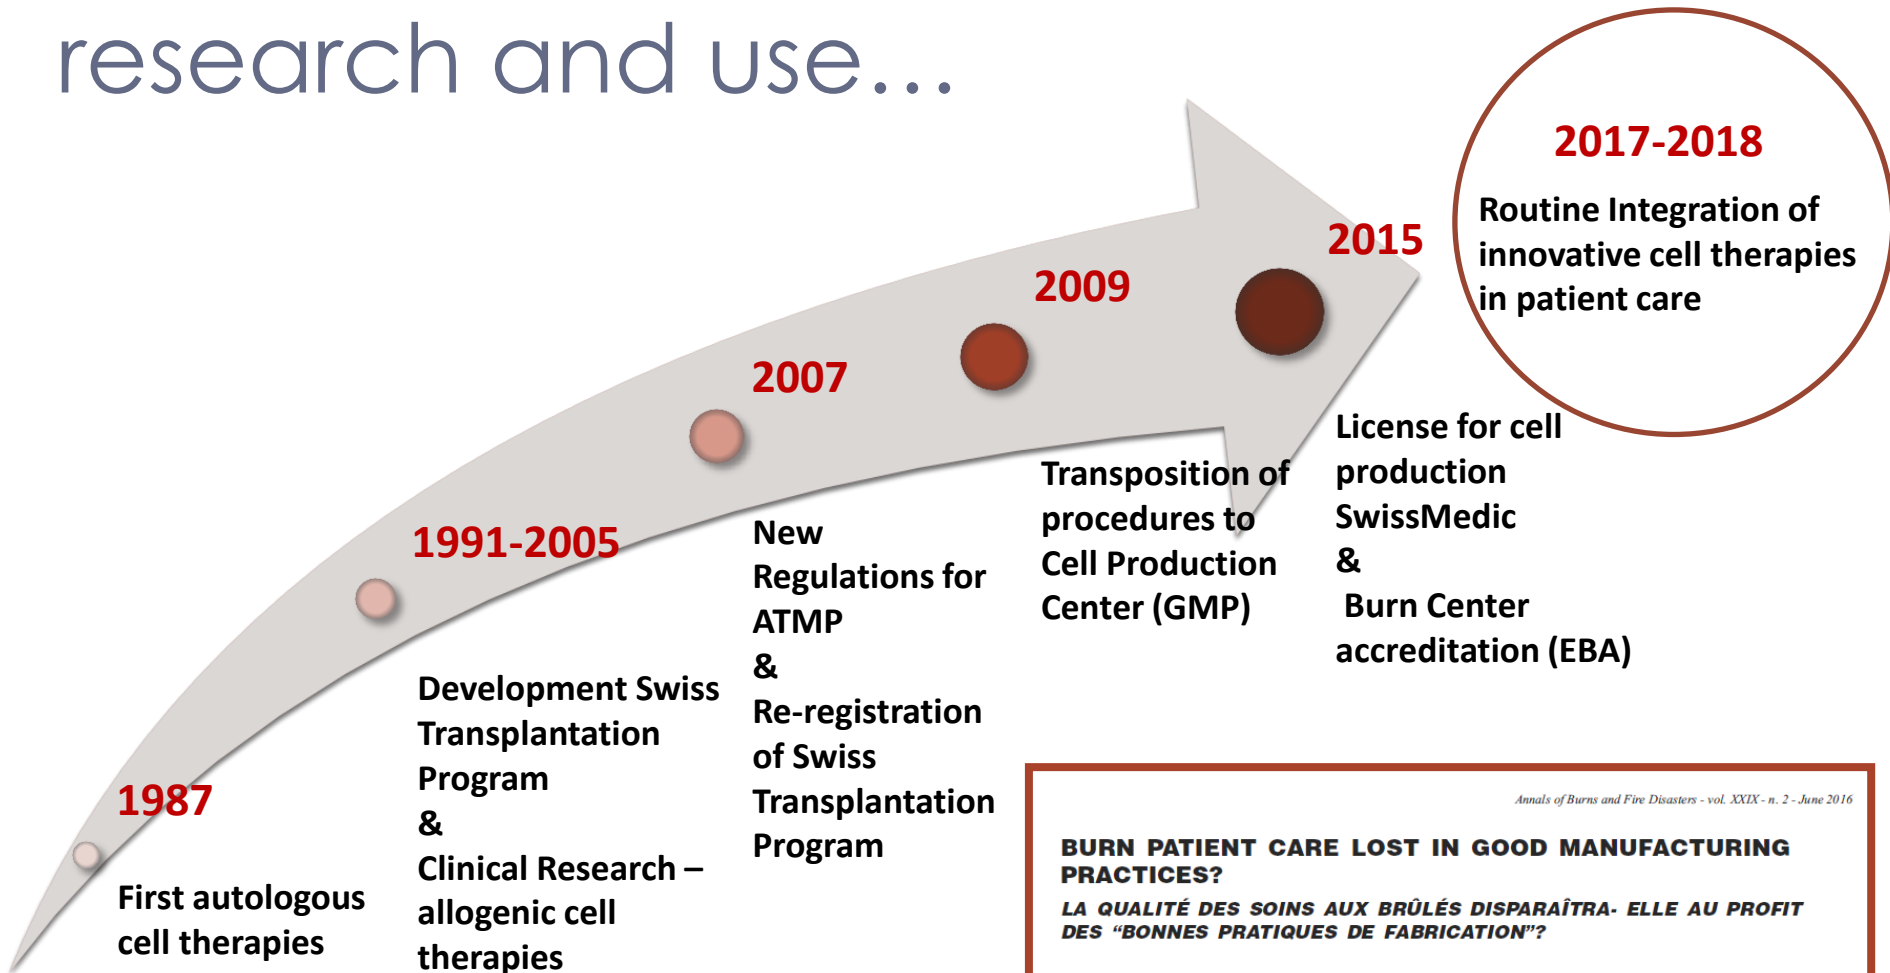 research and use…
1987
First autologous
cell therapies
1991-2005
Development Swiss
Transplantation
Program
&
Clinical Research –
allogenic cell
therapies
2007
New
Regulations for
ATMP
&
Re-registration
of Swiss
Transplantation
Program
2009
Transposition of
procedures to
Cell Production
Center (GMP)
2015
License for cell
production
SwissMedic
&
Burn Center
accreditation (EBA)
2017-2018
Routine Integration of
innovative cell therapies
in patient care
Annals of Burns and Fire Disasters - vol. XXIX - n. 2 - June 2016
BURN PATIENT CARE LOST IN GOOD MANUFACTURING
PRACTICES?
LA QUALITÉ DES SOINS AUX BRÛLÉS DISPARAÎTRA- ELLE AU PROFIT
DES “BONNES PRATIQUES DE FABRICATION”?